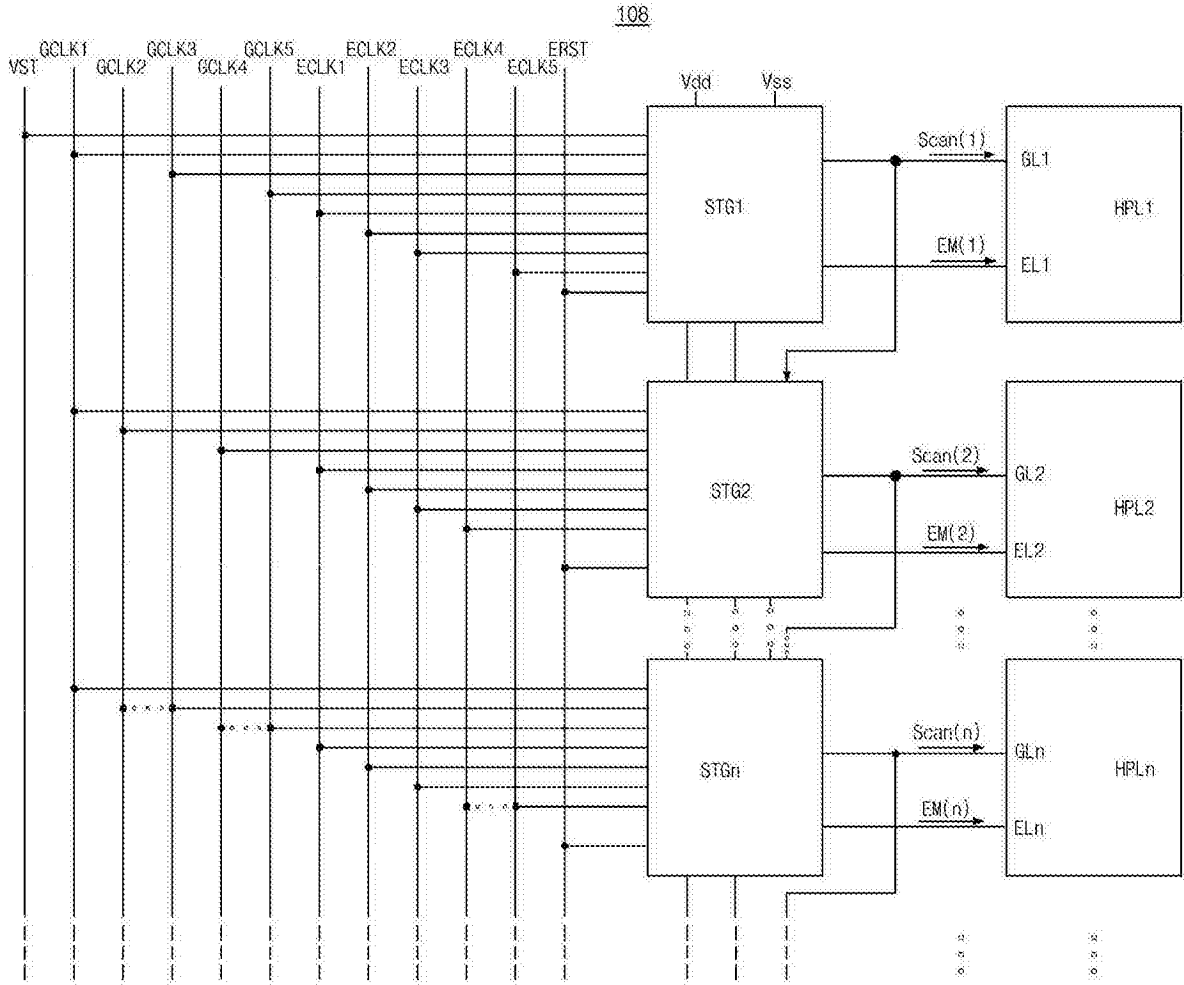 108
GCLK1 GCLK3 GCLK5 ECLK2 ECLK4 ERST
VST GCLK2 GCLK4 ECLK1 ECLK3 ECLK5
Vdd Vss
Scan(1)
GL1
STG1
HPL1
EM(1)
EL1
Scan(2)
GL2
STG2
HPL2
EM(2)
EL2
Scan(n)
GLn
STGn
HPLn
EM(n)
ELn